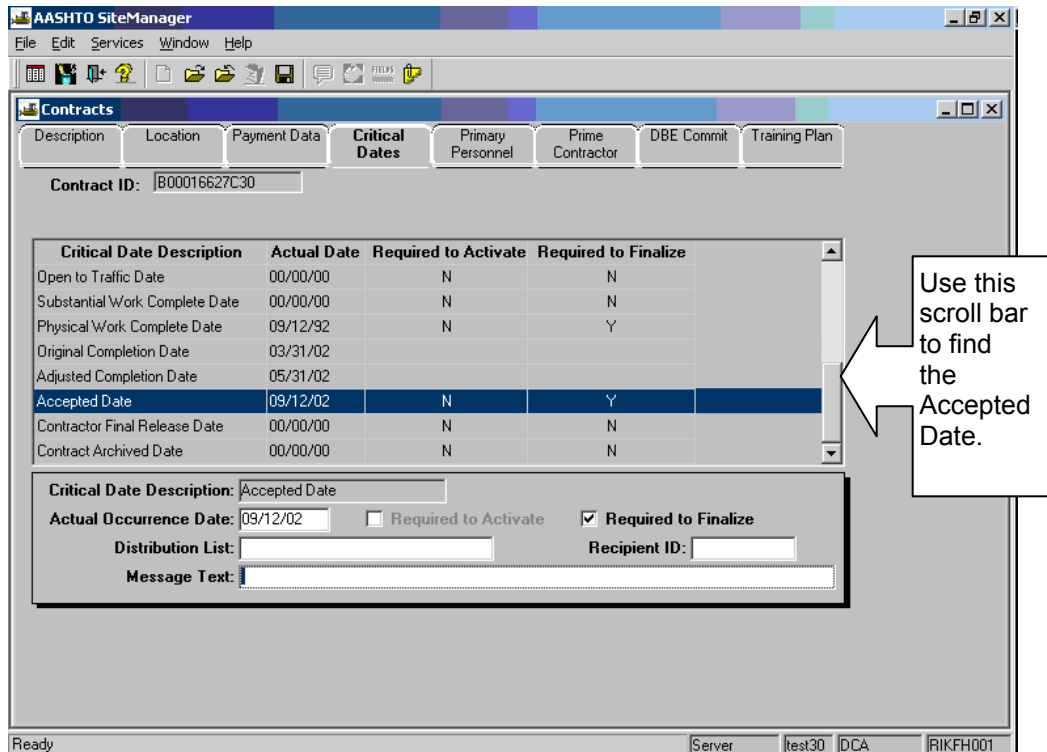 AASHTO SiteManager
File Edit Services Window Help
FIELDS
Contracts
Description Location Payment Data Critical Dates Primary Personnel Prime Contractor DBE Commit Training Plan
Contract ID: B00016627C30
Critical Date Description Actual Date Required to Activate Required to Finalize
Open to Traffic Date 00/00/00 N N
Substantial Work Complete Date 00/00/00 N N
Physical Work Complete Date 09/12/92 N Y
Original Completion Date 03/31/02
Adjusted Completion Date 05/31/02
Accepted Date 09/12/02 N Y
Contractor Final Release Date 00/00/00 N N
Contract Archived Date 00/00/00 N N
Use this
scroll bar
to find
the
Accepted
Date.
Critical Date Description: Accepted Date
Actual Occurrence Date: 09/12/02 Required to Activate Required to Finalize
Distribution List: Recipient ID:
Message Text:
Ready Server test30 DCA RIKFH001